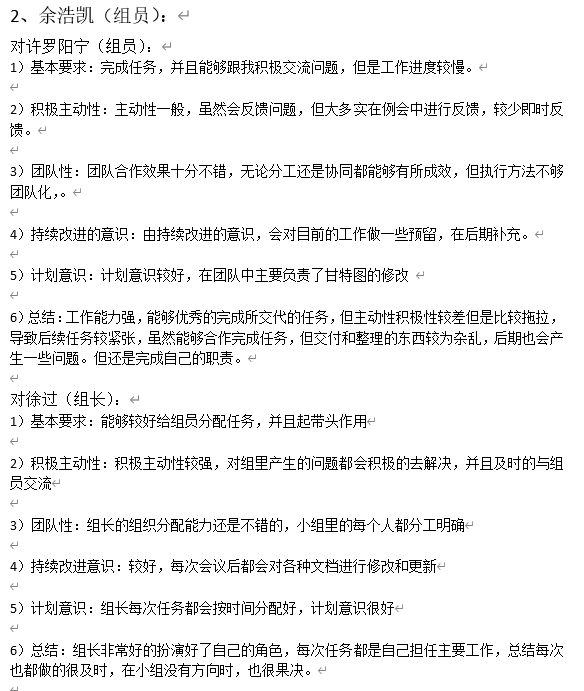 2、余浩凯（组员）：
对许罗阳宁（组员）：
1）基本要求：完成任务，并且能够跟我积极交流问题，但是工作进度较慢。
2）积极主动性：主动性一般，虽然会反馈问题，但大多实在例会中进行反馈，较少即时反
馈。
3）团队性：团队合作效果十分不错，无论分工还是协同都能够有所成效，但执行方法不够
团队化，。
4）持续改进的意识：由持续改进的意识，会对目前的工作做一些预留，在后期补充。
5）计划意识：计划意识较好，在团队中主要负责了甘特图的修改
6）总结：工作能力强，能够优秀的完成所交代的任务，但主动性积极性较差但是比较拖拉，
导致后续任务较紧张，虽然能够合作完成任务，但交付和整理的东西较为杂乱，后期也会产
生一些问题。但还是完成自己的职责。
对徐过（组长）：
1）基本要求：能够较好给组员分配任务，并且起带头作用
2）积极主动性：积极主动性较强，对组里产生的问题都会积极的去解决，并且及时的与组
员交流
3）团队性：组长的组织分配能力还是不错的，小组里的每个人都分工明确
4）持续改进意识：较好，每次会议后都会对各种文档进行修改和更新
5）计划意识：组长每次任务都会按时间分配好，计划意识很好
6）总结：组长非常好的扮演好了自己的角色，每次任务都是自己担任主要工作，总结每次
也都做的很及时，在小组没有方向时，也很果决。